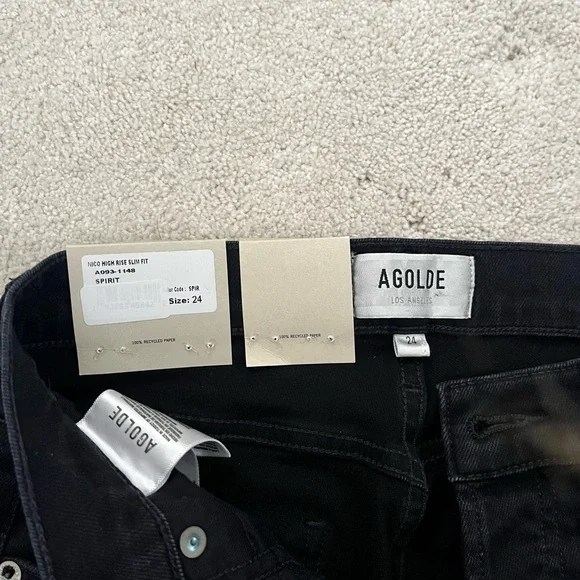 NICO HIGH RISE SLIM FIT
A093-1148
SPIRIT
Code : SPIR
Size: 24
100% RECYCLED PAPER
100% RECYCLED PAPER
AGOLDE
LOS ANGELES
24
AGOLDE